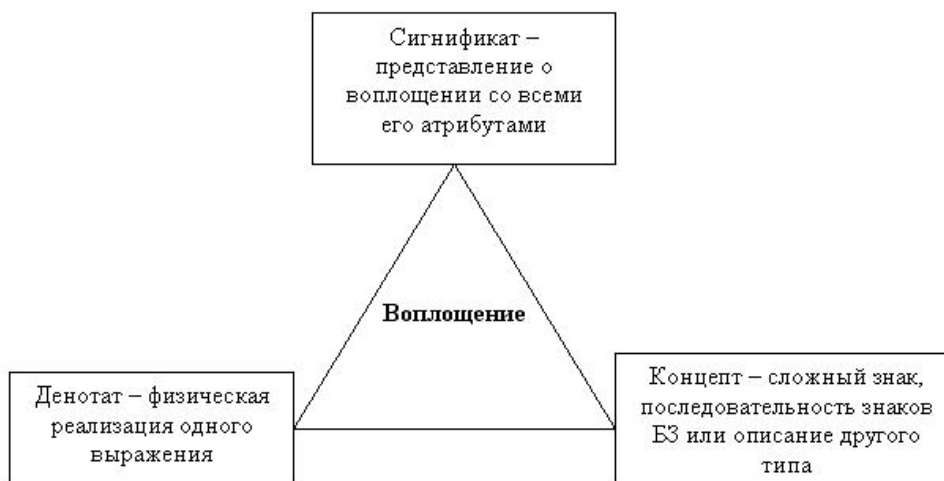 Сигнификат –
представление о
воплощении со всеми
его атрибутами
Воплощение
Денотат – физическая
реализация одного
выражения
Концепт – сложный знак,
последовательность знаков
БЗ или описание другого
типа